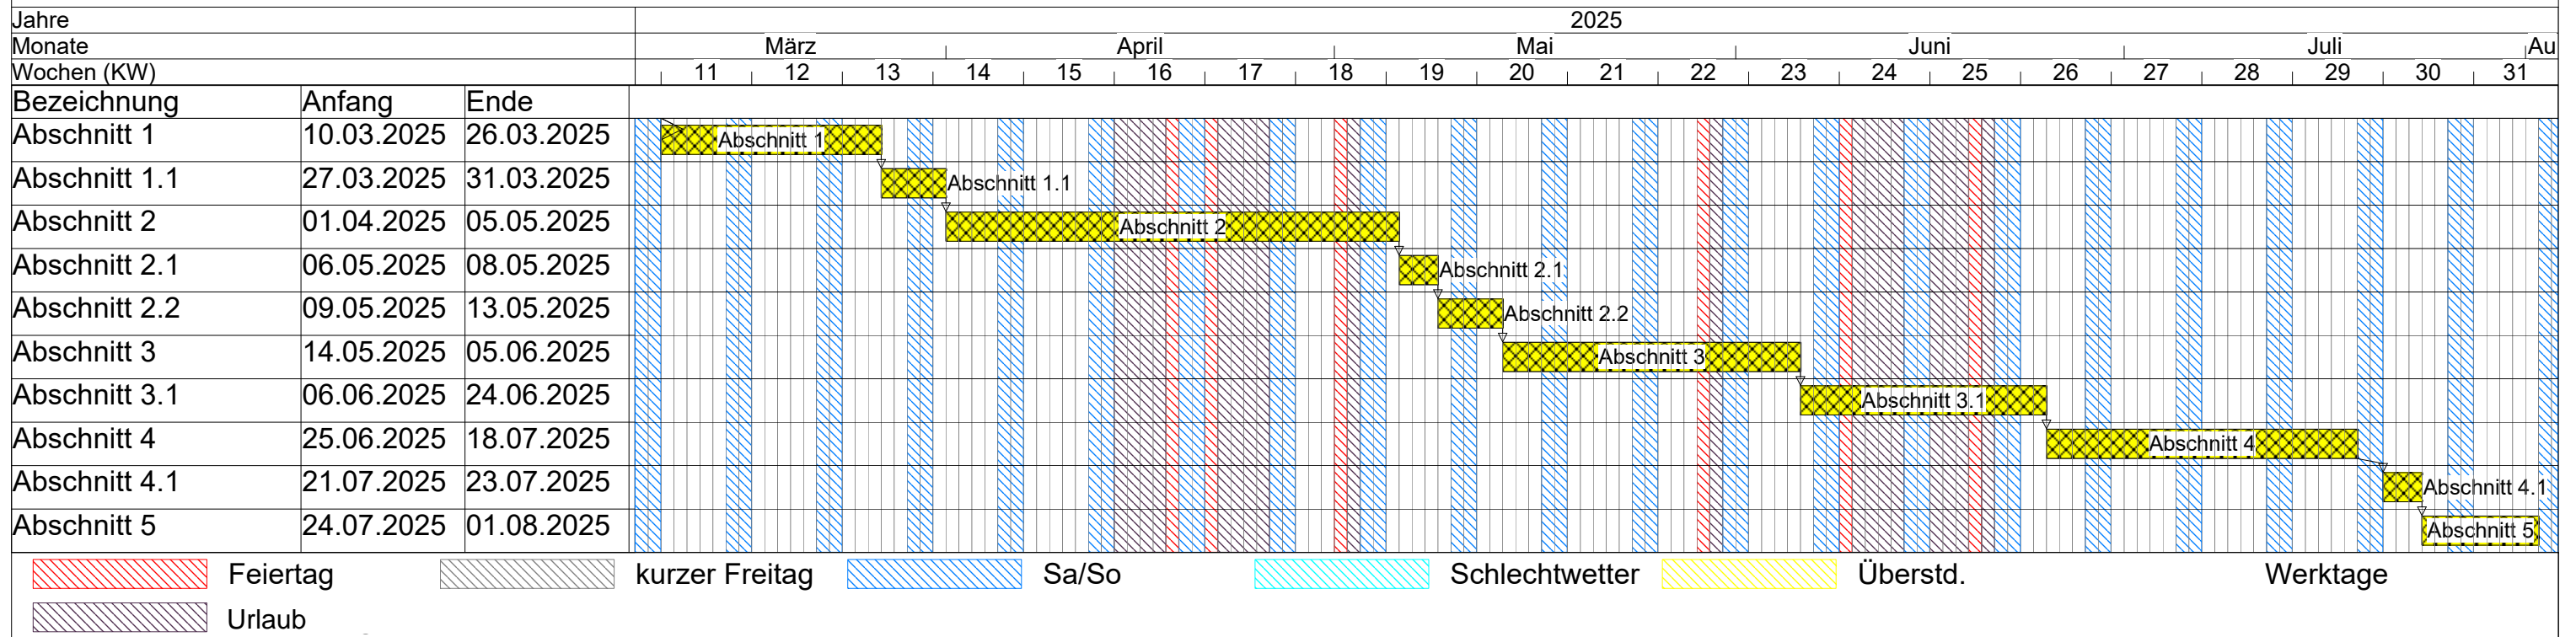 Jahre 2025
Monate März April Mai Juni Juli Au
Wochen (KW) 11 12 13 14 15 16 17 18 19 20 21 22 23 24 25 26 27 28 29 30 31
Bezeichnung Anfang Ende
Abschnitt 1 10.03.2025 26.03.2025 Abschnitt 1
Abschnitt 1.1 27.03.2025 31.03.2025 Abschnitt 1.1
Abschnitt 2 01.04.2025 05.05.2025 Abschnitt 2
Abschnitt 2.1 06.05.2025 08.05.2025 Abschnitt 2.1
Abschnitt 2.2 09.05.2025 13.05.2025 Abschnitt 2.2
Abschnitt 3 14.05.2025 05.06.2025 Abschnitt 3
Abschnitt 3.1 06.06.2025 24.06.2025 Abschnitt 3.1
Abschnitt 4 25.06.2025 18.07.2025 Abschnitt 4
Abschnitt 4.1 21.07.2025 23.07.2025 Abschnitt 4.1
Abschnitt 5 24.07.2025 01.08.2025 Abschnitt 5
Feiertag kurzer Freitag Sa/So Schlechtwetter Überstd. Werktage
Urlaub